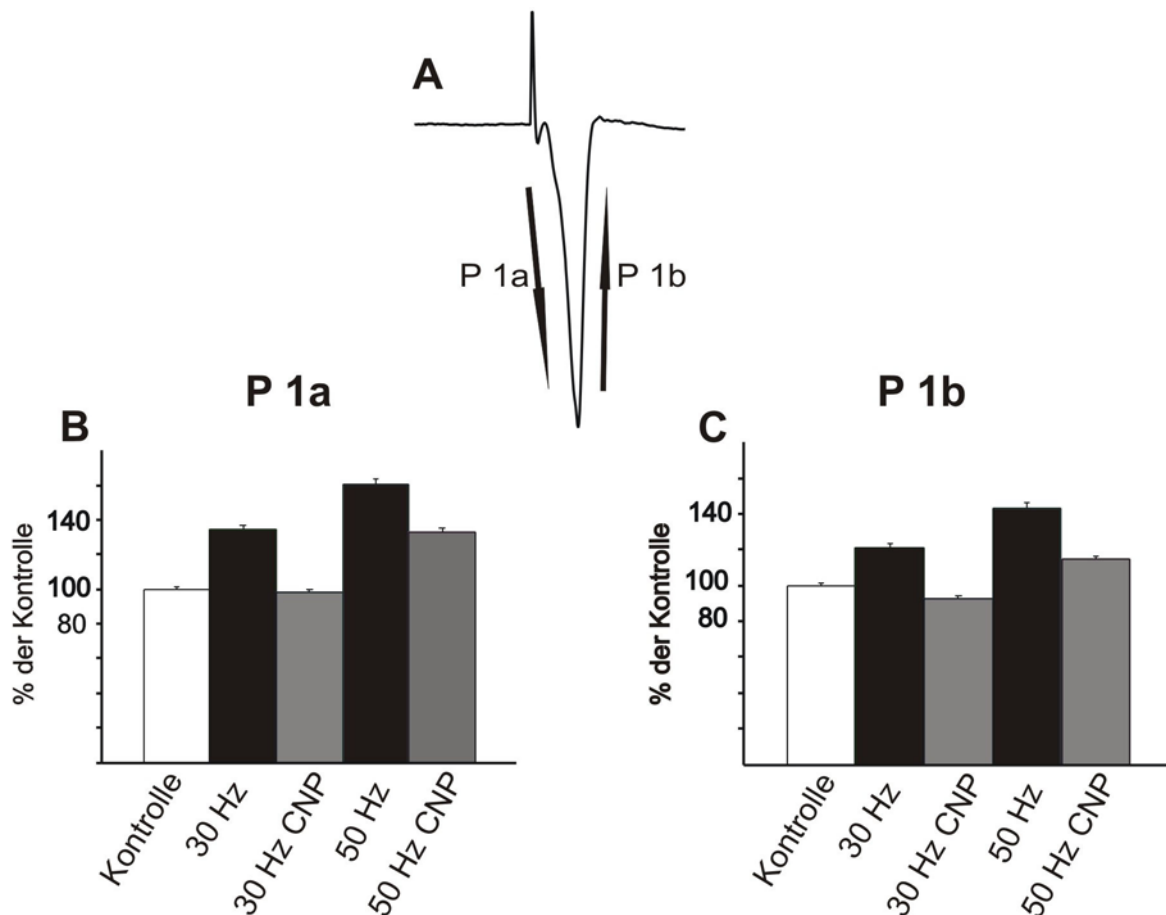 A
P 1a
P 1b
P 1a
B
% der Kontrolle
140
100
80
Kontrolle
30 Hz
30 Hz CNP
50 Hz
50 Hz CNP
P 1b
C
% der Kontrolle
140
100
80
Kontrolle
30 Hz
30 Hz CNP
50 Hz
50 Hz CNP